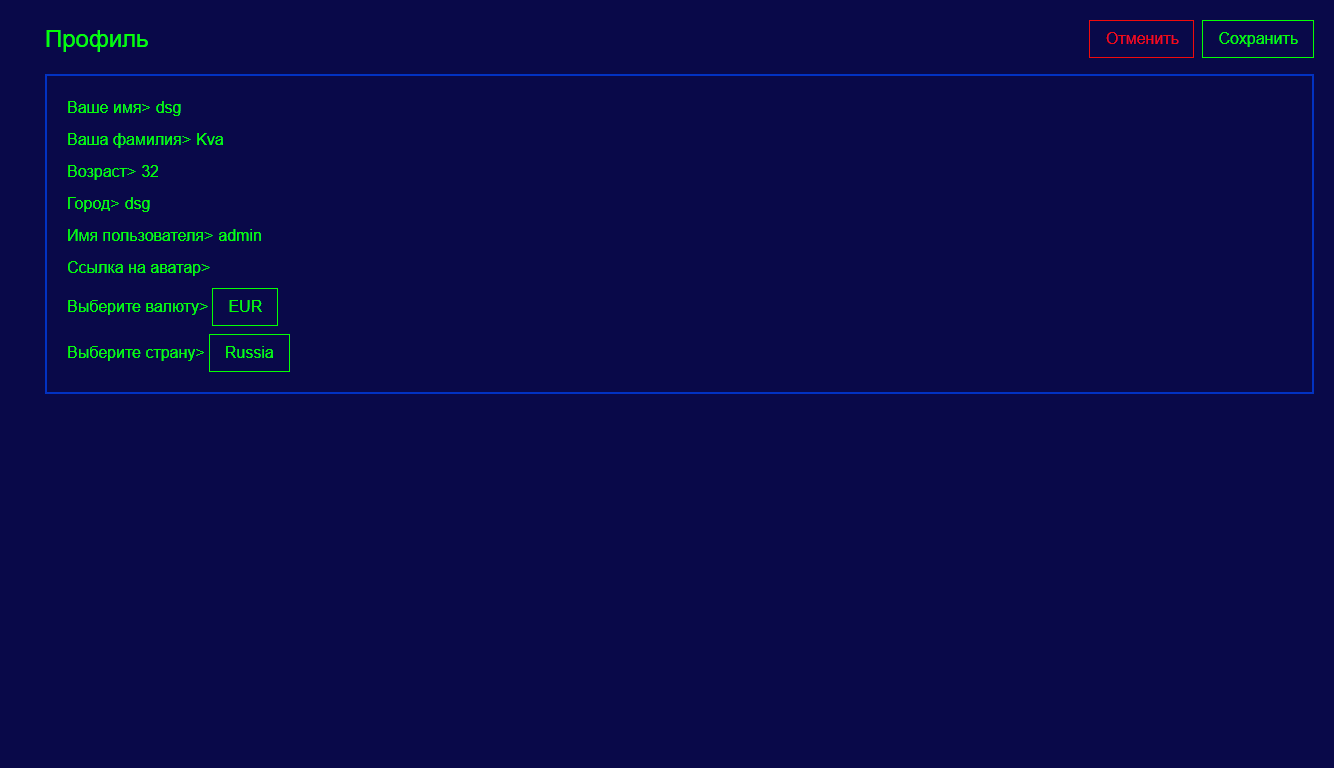 Профиль
Отменить
Сохранить
Ваше имя> dsg
Ваша фамилия> Kva
Возраст> 32
Город> dsg
Имя пользователя> admin
Ссылка на аватар>
Выберите валюту> EUR
Выберите страну> Russia